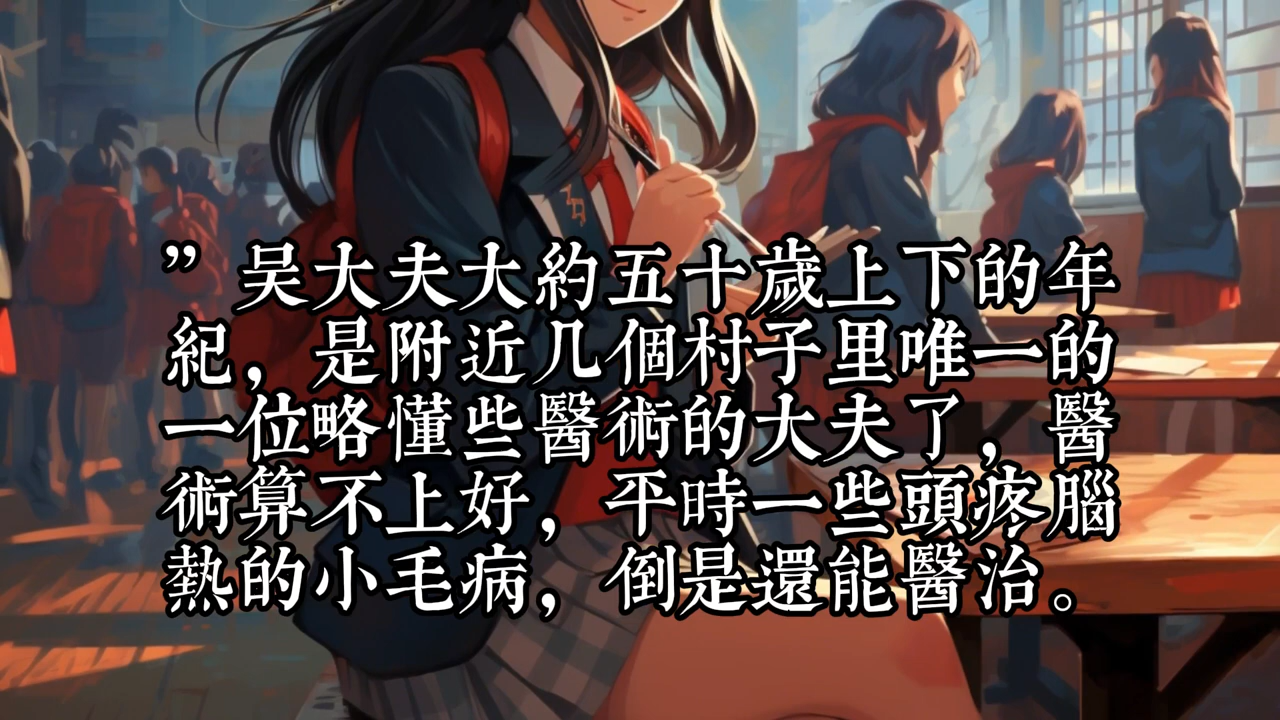 ”吴大夫大約五十歲上下的年
紀，是附近几個村子里唯一的
一位略懂些醫術的大夫了，醫
術算不上好，平時一些頭疼腦
熱的小毛病，倒是還能醫治。